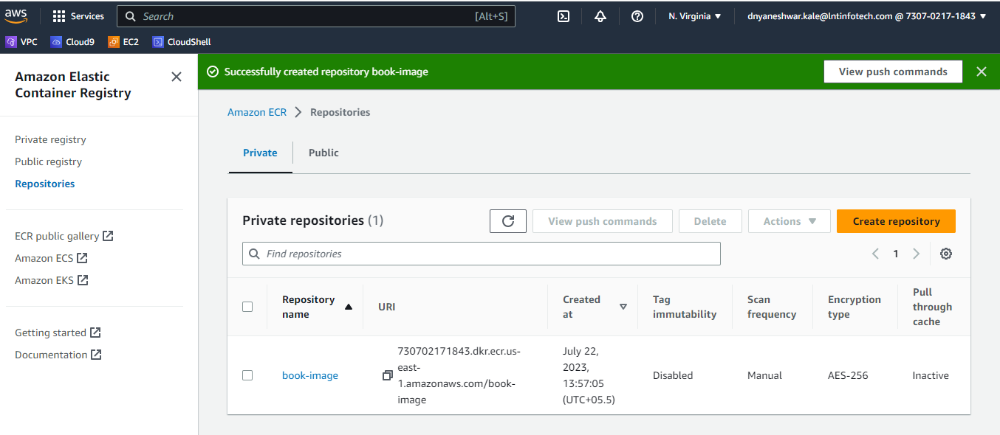 aws
Services
Search
[Alt+S]
N. Virginia
dnyaneshwar.kale@lntinfotech.com @ 7307-0217-1843
VPC
Cloud9
EC2
CloudShell
Amazon Elastic
Container Registry
Private registry
Public registry
Repositories
ECR public gallery
Amazon ECS
Amazon EKS
Getting started
Documentation
Successfully created repository book-image
View push commands
Amazon ECR
Repositories
Private
Public
Private repositories (1)
View push commands
Delete
Actions
Create repository
Find repositories
1
Repository
name
URI
Created
at
Tag
immutability
Scan
frequency
Encryption
type
Pull
through
cache
book-image
730702171843.dkr.ecr.us-
east-
1.amazonaws.com/book-
image
July 22,
2023,
13:57:05
(UTC+05.5)
Disabled
Manual
AES-256
Inactive